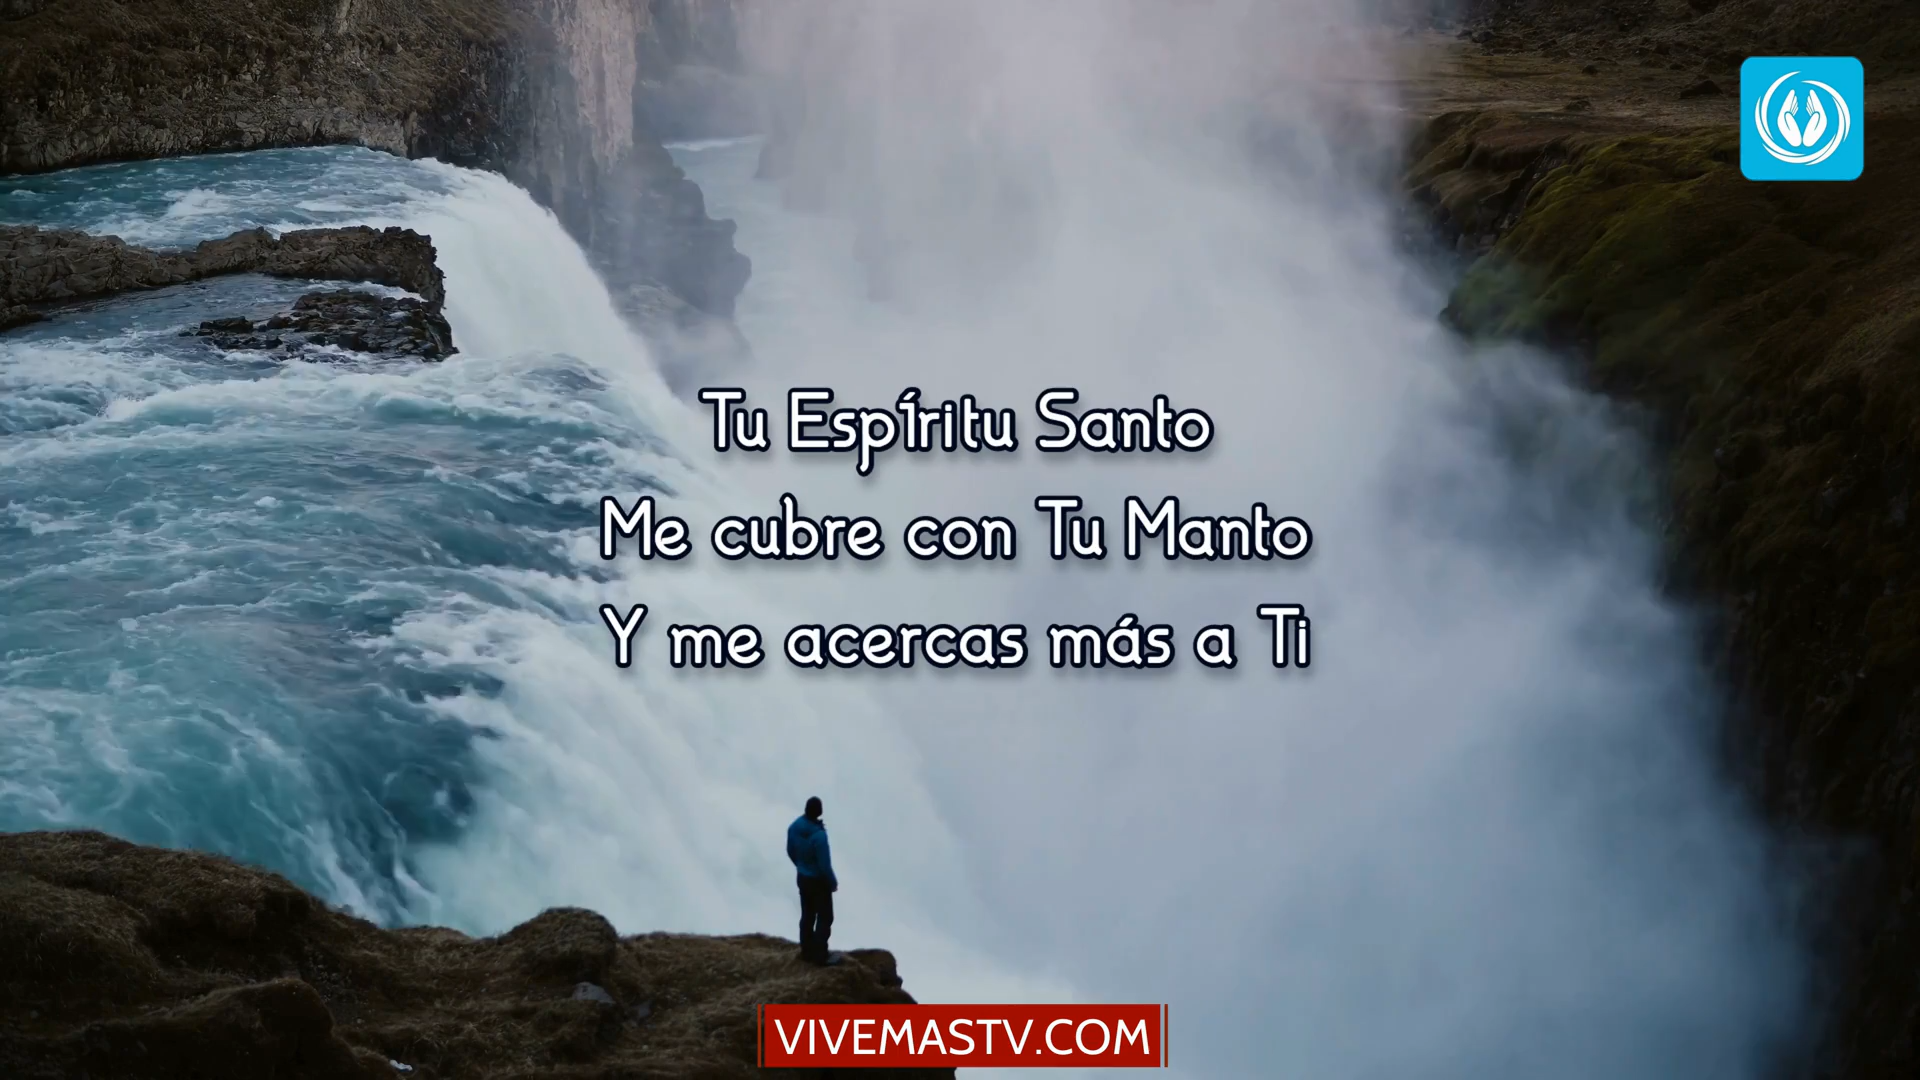 Tu Espíritu Santo
Me cubre con Tu Manto
Y me acercas más a Ti
VIVEMASTV.COM